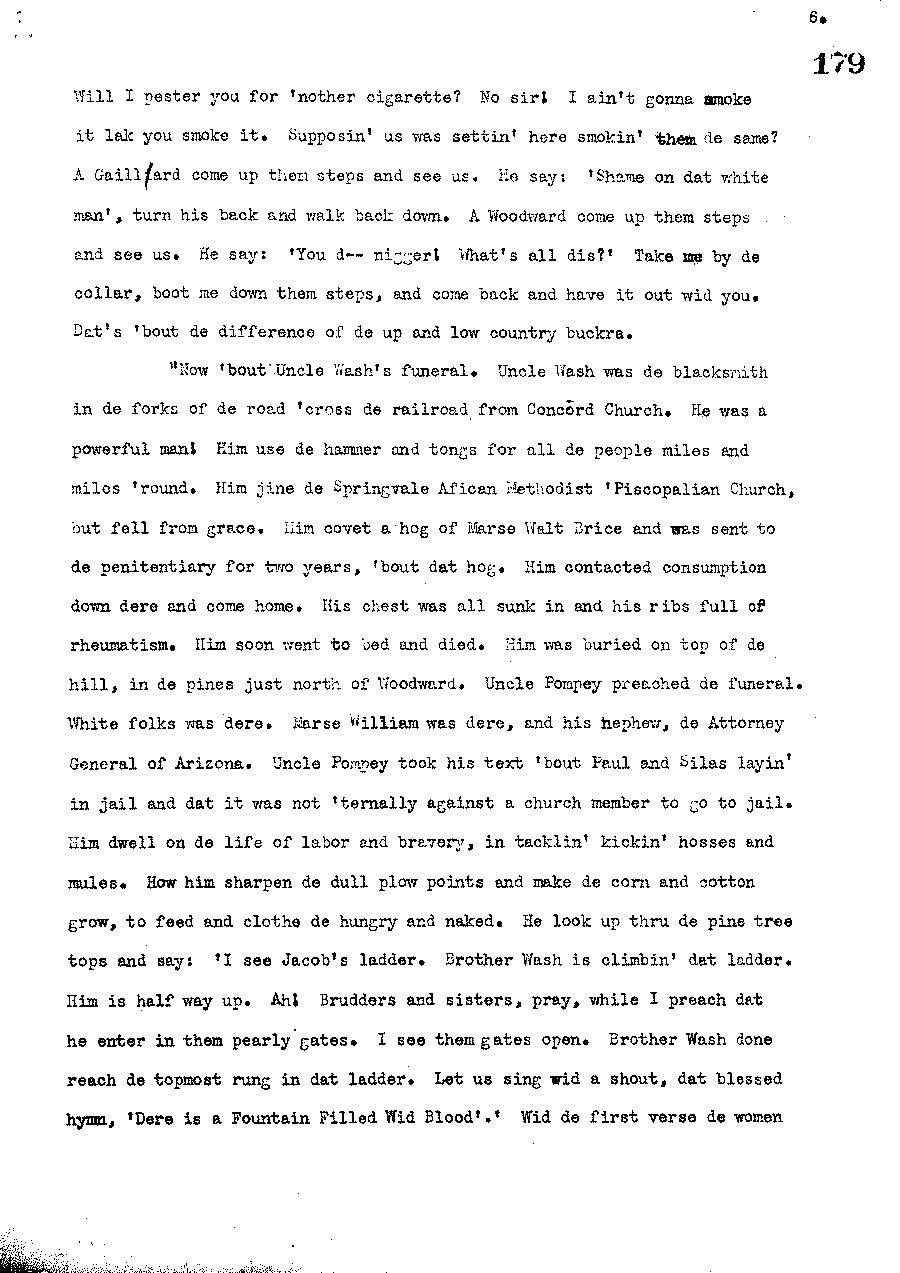 6.
179
Will I pester you for 'nother cigarette? No sir! I ain't gonna smoke
it lak you smoke it. Supposin' us was settin' here smokin' them de same?
A Gaillard come up them steps and see us. He say: 'Shame on dat white
man', turn his back and walk back down. A Woodward come up them steps
and see us. He say: 'You d-- nigger! What's all dis?' Take me by de
collar, boot me down them steps, and come back and have it out wid you.
Dat's 'bout de difference of de up and low country buckra.
"Now 'bout Uncle Wash's funeral. Uncle Wash was de blacksmith
in de forks of de road 'cross de railroad from Concord Church. He was a
powerful man! Him use de hammer and tongs for all de people miles and
miles 'round. Him jine de Springvale Afican Methodist 'Piscopalian Church,
but fell from grace. Him covet a hog of Marse Walt Brice and was sent to
de penitentiary for two years, 'bout dat hog. Him contacted consumption
down dere and come home. His chest was all sunk in and his ribs full of
rheumatism. Him soon went to bed and died. Him was buried on top of de
hill, in de pines just north of Woodward. Uncle Pompey preached de funeral.
White folks was dere. Marse William was dere, and his hephew, de Attorney
General of Arizona. Uncle Pompey took his text 'bout Paul and Silas layin'
in jail and dat it was not 'ternally against a church member to go to jail.
Him dwell on de life of labor and bravery, in tacklin' kickin' hosses and
mules. How him sharpen de dull plow points and make de corn and cotton
grow, to feed and clothe de hungry and naked. He look up thru de pine tree
tops and say: 'I see Jacob's ladder. Brother Wash is climbin' dat ladder.
Him is half way up. Ah! Brudders and sisters, pray, while I preach dat
he enter in them pearly gates. I see them gates open. Brother Wash done
reach de topmost rung in dat ladder. Let us sing wid a shout, dat blessed
hymn, 'Dere is a Fountain Filled Wid Blood'.' Wid de first verse de women